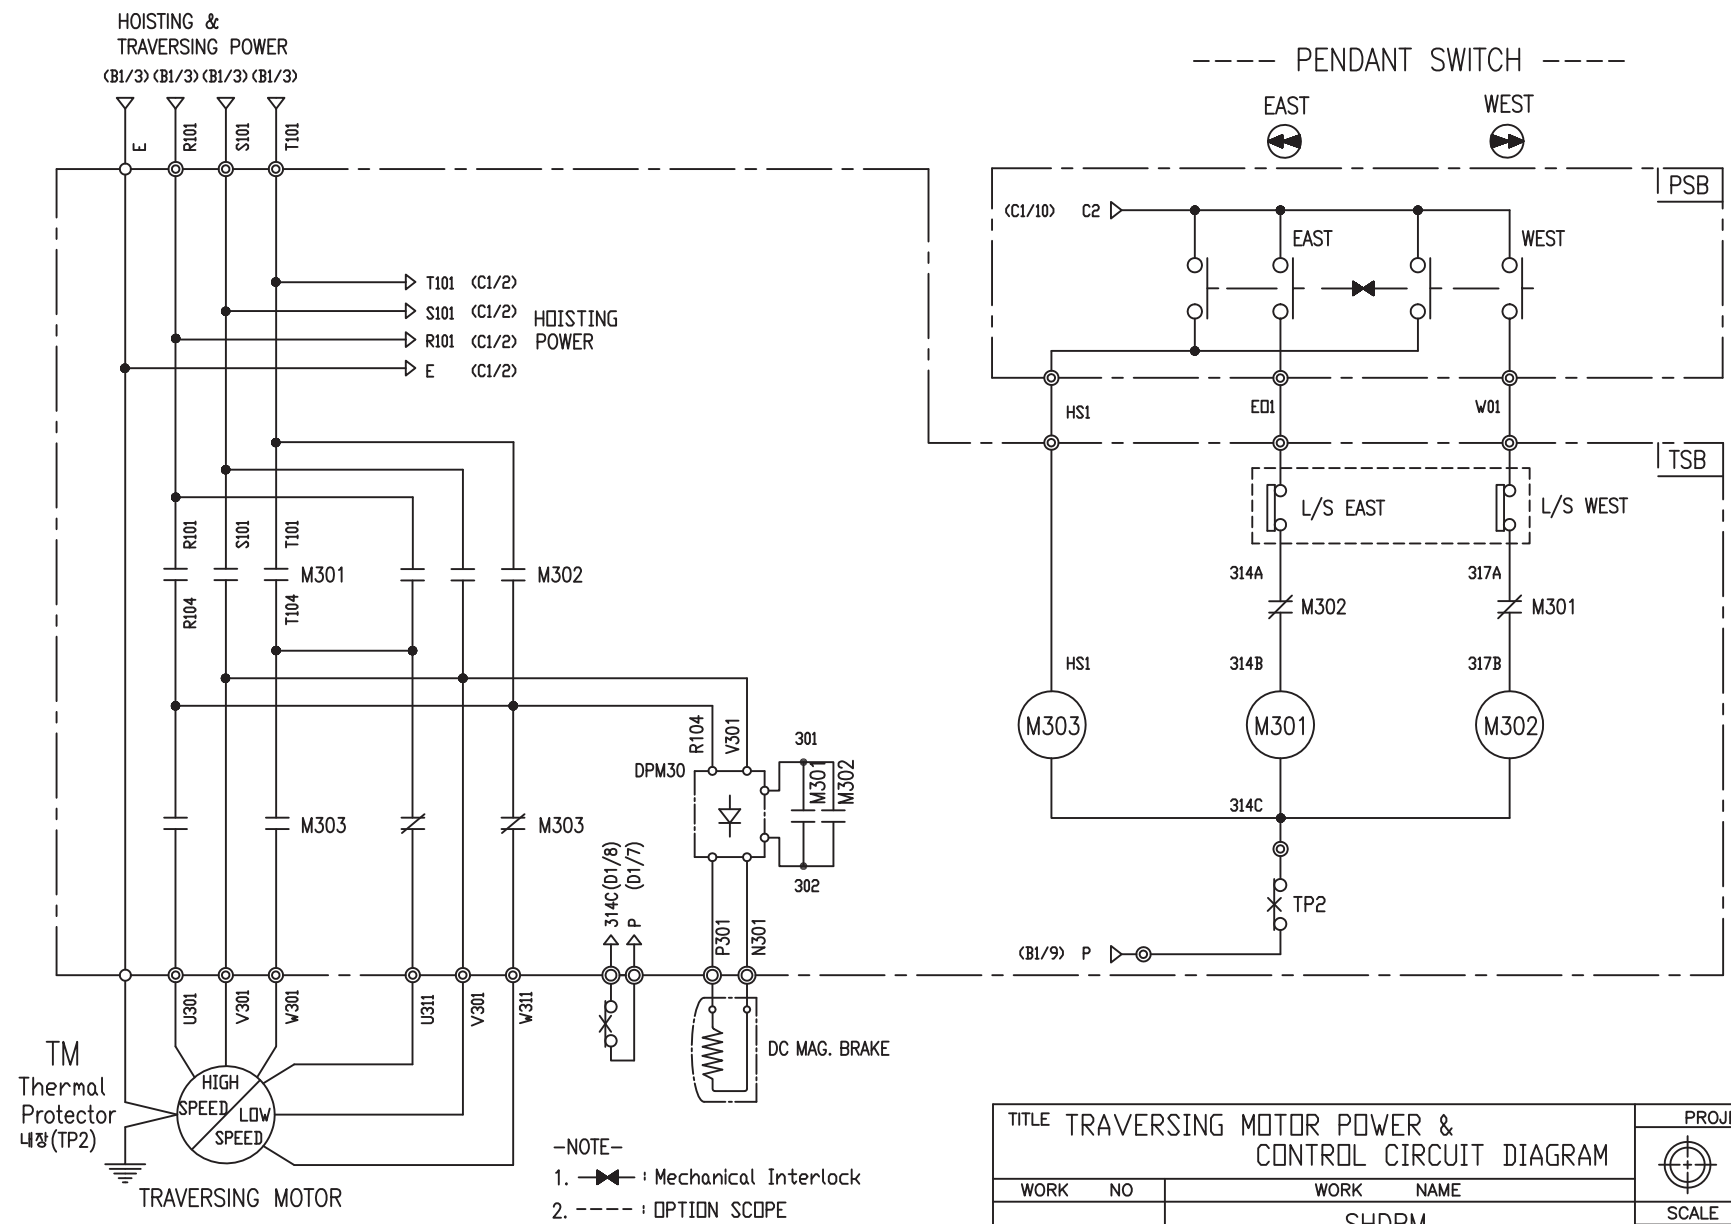 HOISTING &
TRAVERSING POWER
(B1/3) (B1/3) (B1/3) (B1/3)
E
R101
S101
T101
T101 (C1/2)
S101 (C1/2)
R101 (C1/2)
E (C1/2)
HOISTING
POWER
R101
S101
T101
M301
M302
R104
T104
R104
V301
DPM30
301
M301
M302
302
M303
M303
314C (D1/8)
P (D1/7)
P301
N301
U301
V301
W301
U311
V301
W311
DC MAG. BRAKE
TM
Thermal
Protector
내장(TP2)
HIGH
SPEED
LOW
SPEED
TRAVERSING MOTOR
-NOTE-
1. : Mechanical Interlock
2. ---- : OPTION SCOPE
---- PENDANT SWITCH ----
EAST
WEST
PSB
(C1/10) C2
EAST
WEST
HS1
E01
W01
TSB
L/S EAST
L/S WEST
314A
317A
M302
M301
HS1
314B
317B
M303
M301
M302
314C
TP2
(B1/9) P
TITLE TRAVERSING MOTOR POWER &
CONTROL CIRCUIT DIAGRAM
WORK NO
WORK NAME
SCALE